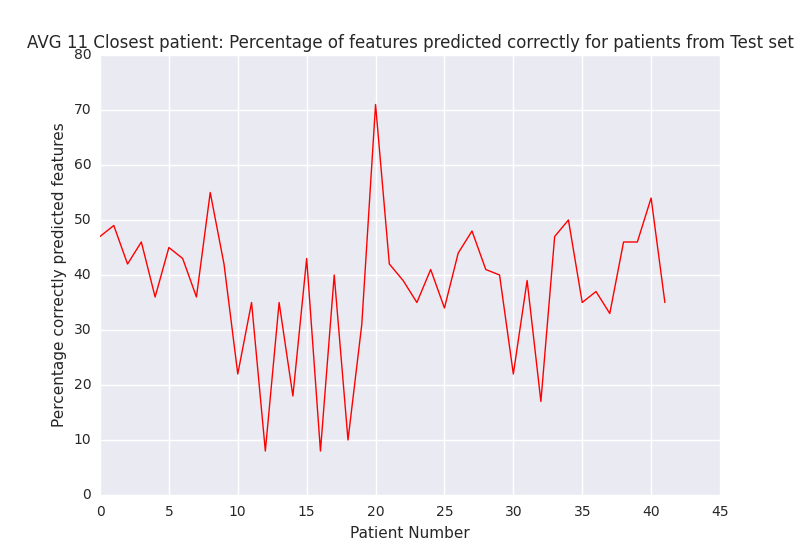 AVG 11 Closest patient: Percentage of features predicted correctly for patients from Test set
80
70
60
50
40
30
20
10
0
Percentage correctly predicted features
0 5 10 15 20 25 30 35 40 45
Patient Number